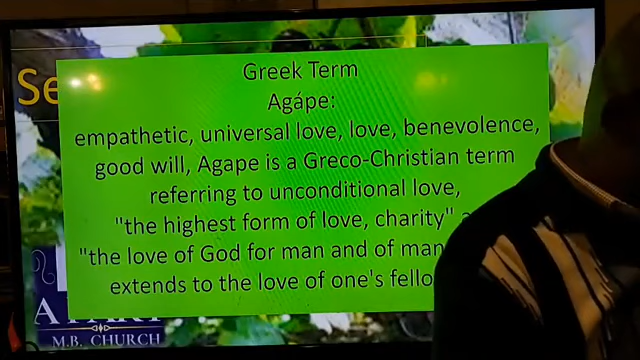 Se
Greek Term
Agápe:
empathetic, universal love, love, benevolence,
good will, Agape is a Greco-Christian term
referring to unconditional love,
"the highest form of love, charity"
"the love of God for man and of man
extends to the love of one's fello
M.B. CHURCH